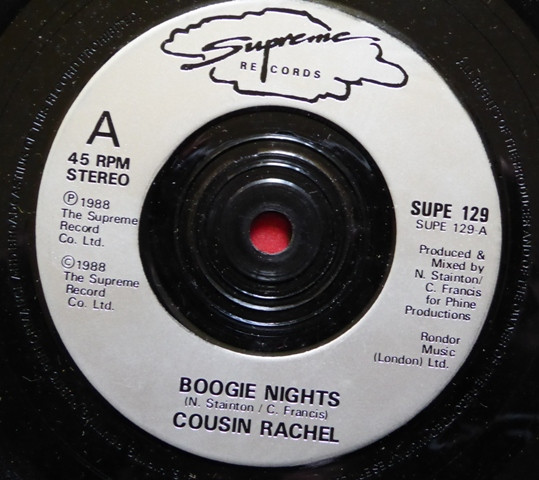 Supreme
RECORDS
A
45 RPM
STEREO
Ⓟ1988
The Supreme
Record
Co. Ltd.
©1988
The Supreme
Record
Co. Ltd.
SUPE 129
SUPE 129-A
Produced &
Mixed by
N. Stainton/
C. Francis
for Phine
Productions
Rondor
Music
(London) Ltd.
BOOGIE NIGHTS
(N. Stainton / C. Francis)
COUSIN RACHEL